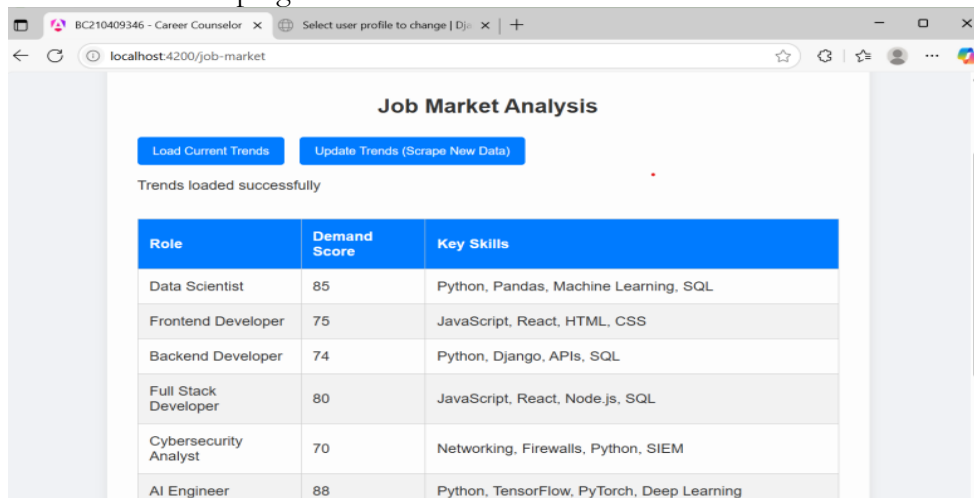 BC210409346 - Career Counselor
Select user profile to change | Dj
localhost:4200/job-market
Job Market Analysis
Load Current Trends
Update Trends (Scrape New Data)
Trends loaded successfully
Role
Demand Score
Key Skills
Data Scientist
85
Python, Pandas, Machine Learning, SQL
Frontend Developer
75
JavaScript, React, HTML, CSS
Backend Developer
74
Python, Django, APIs, SQL
Full Stack
Developer
80
JavaScript, React, Node.js, SQL
Cybersecurity
Analyst
70
Networking, Firewalls, Python, SIEM
AI Engineer
88
Python, TensorFlow, PyTorch, Deep Learning